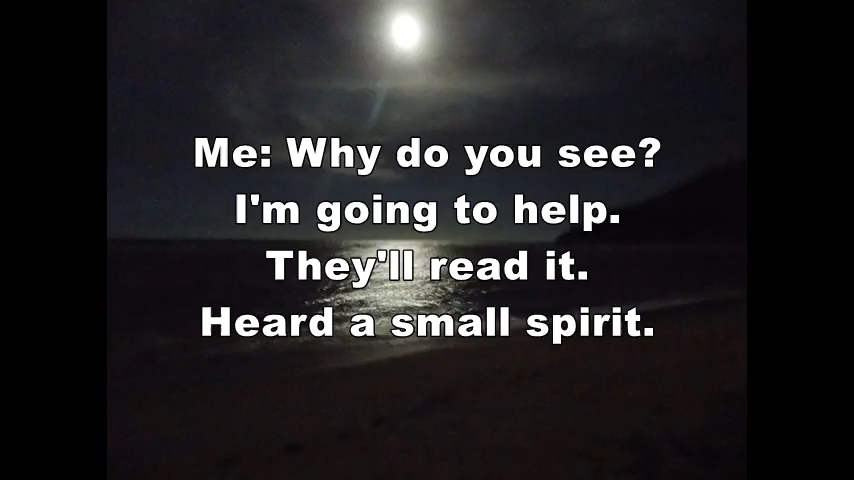 Me: Why do you see?
I'm going to help.
They'll read it.
Heard a small spirit.